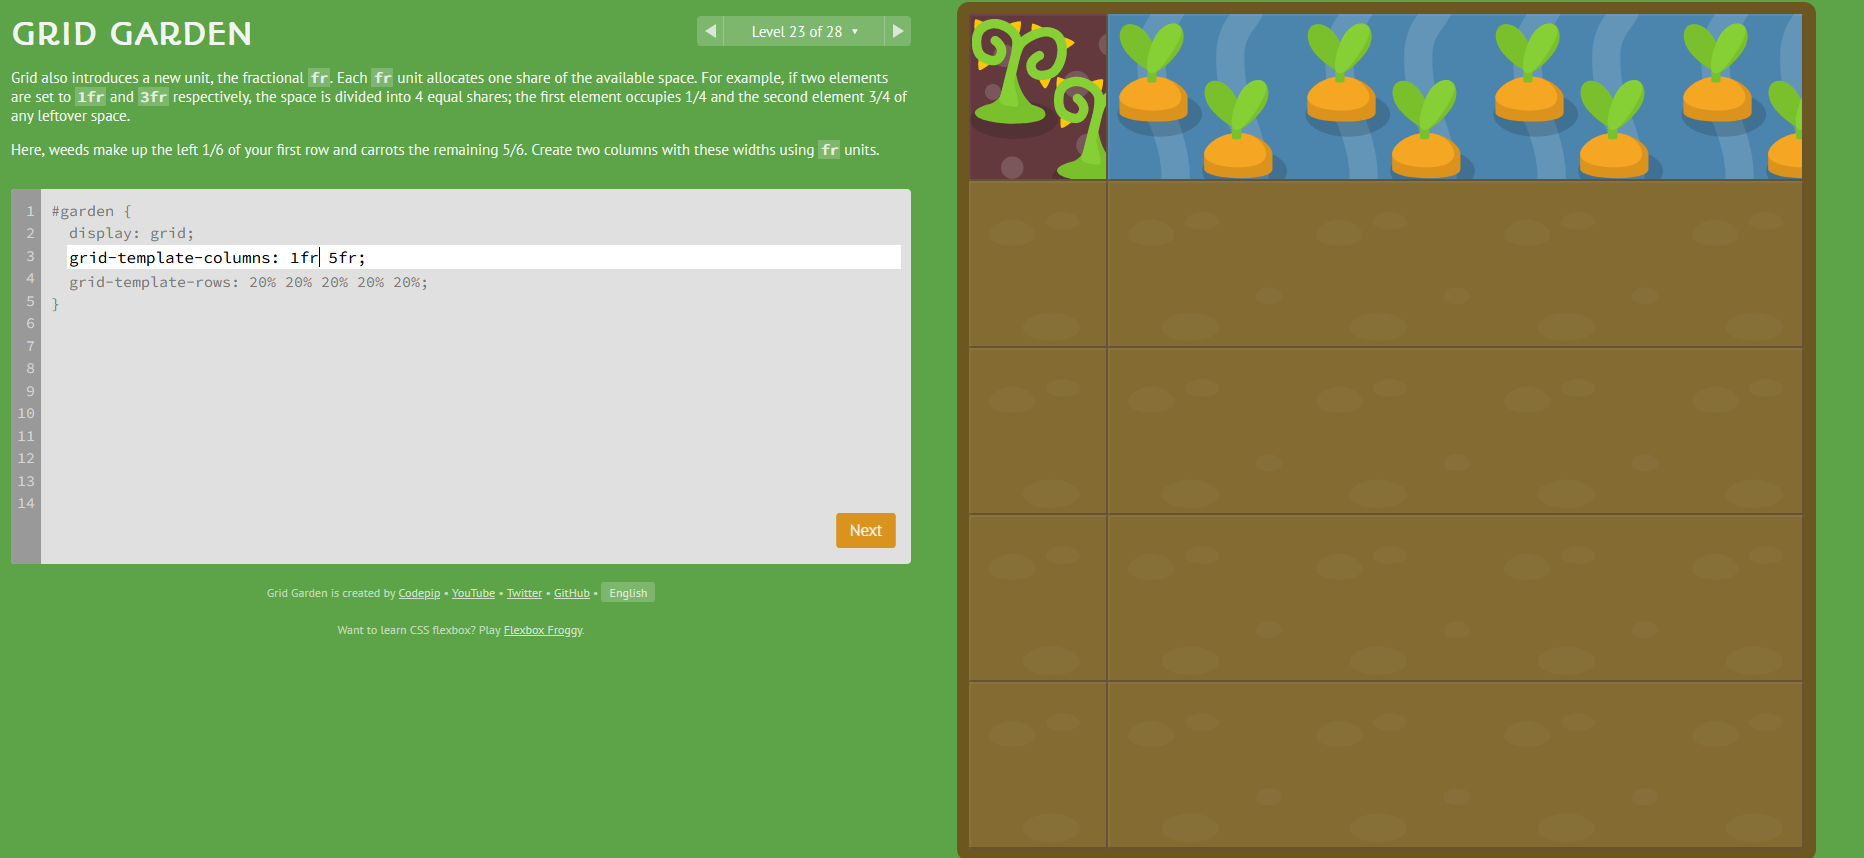 GRID GARDEN
Level 23 of 28 ▾
Grid also introduces a new unit, the fractional fr. Each fr unit allocates one share of the available space. For example, if two elements
are set to 1fr and 3fr respectively, the space is divided into 4 equal shares; the first element occupies 1/4 and the second element 3/4 of
any leftover space.
Here, weeds make up the left 1/6 of your first row and carrots the remaining 5/6. Create two columns with these widths using fr units.
1 #garden {
2 display: grid;
3 grid-template-columns: 1fr 5fr;
4 grid-template-rows: 20% 20% 20% 20% 20%;
5 }
6
7
8
9
10
11
12
13
14
Next
Grid Garden is created by Codepip • YouTube • Twitter • GitHub • English
Want to learn CSS flexbox? Play Flexbox Froggy.